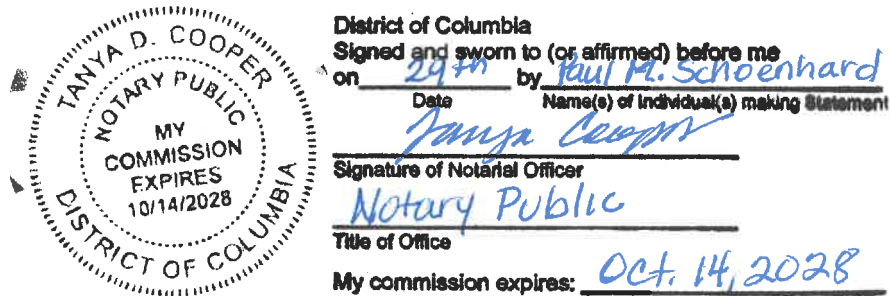 TANYA D. COOPER
NOTARY PUBLIC
MY
COMMISSION
EXPIRES
10/14/2028
DISTRICT OF COLUMBIA
District of Columbia
Signed and sworn to (or affirmed) before me
on 29th by Paul M. Schoenhard
Date Name(s) of Individual(s) making Statement
Tanya Cooper
Signature of Notarial Officer
Notary Public
Title of Office
My commission expires: Oct. 14, 2028